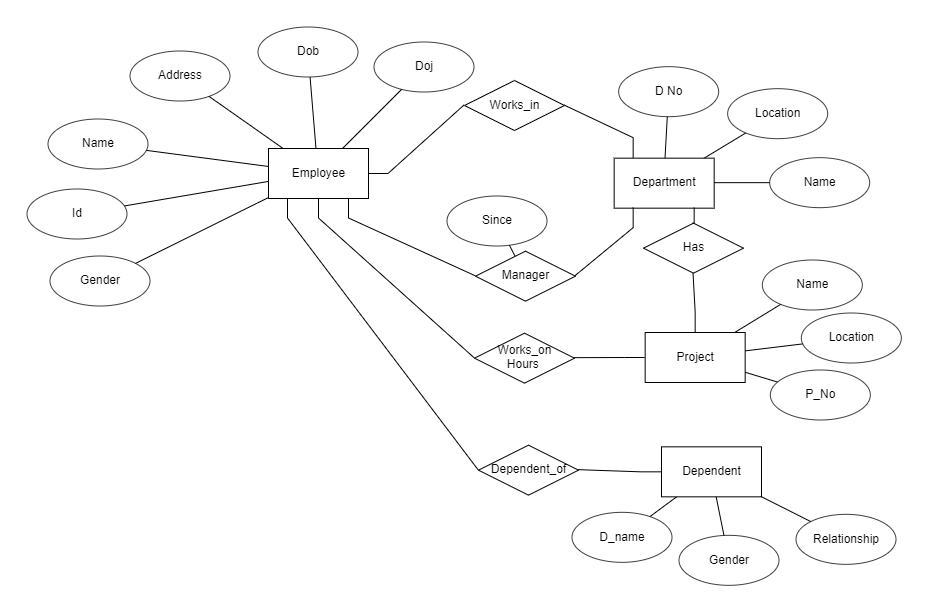 Dob
Doj
Address
D No
Works_in
Location
Name
Employee
Department
Name
Id
Since
Has
Gender
Manager
Name
Location
Works_on
Hours
Project
P_No
Dependent_of
Dependent
D_name
Relationship
Gender